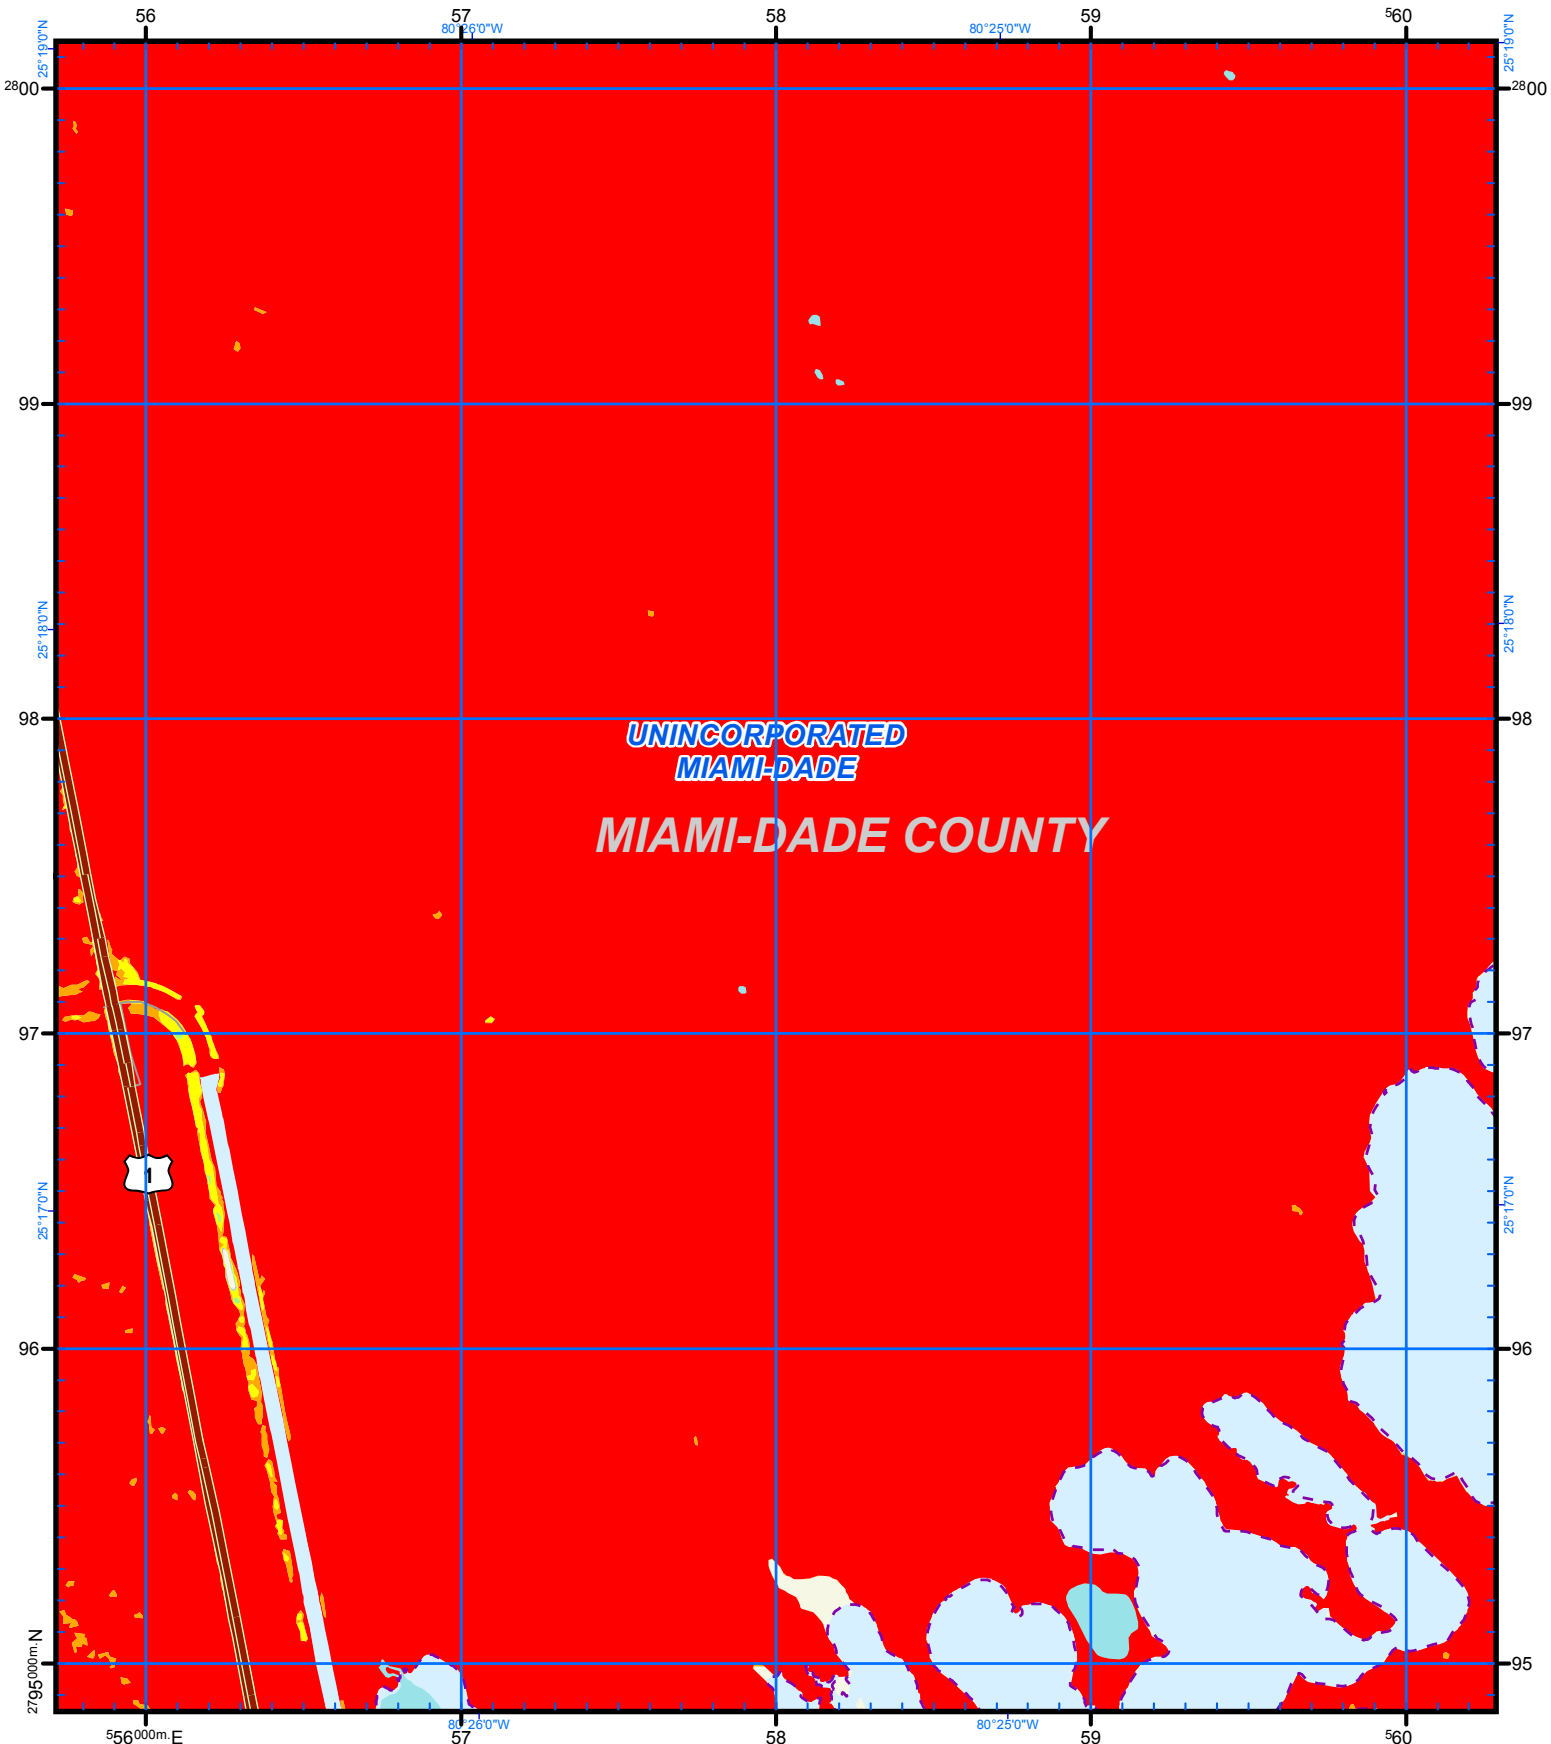 56 57 58 59 560
80°26'0"W 80°25'0"W
25°19'0"N 25°19'0"N
2800 2800
99 99
25°18'0"N 25°18'0"N
98 98
UNINCORPORATED
MIAMI-DADE
MIAMI-DADE COUNTY
97 97
1
25°17'0"N 25°17'0"N
96 96
2795000m.N 95
80°26'0"W 80°25'0"W
556000m.E 57 58 59 560